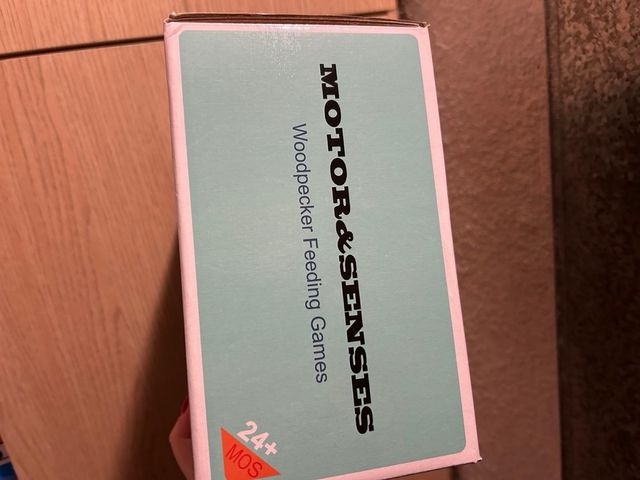 MOTOR&SENSES
Woodpecker Feeding Games
24+
MOS